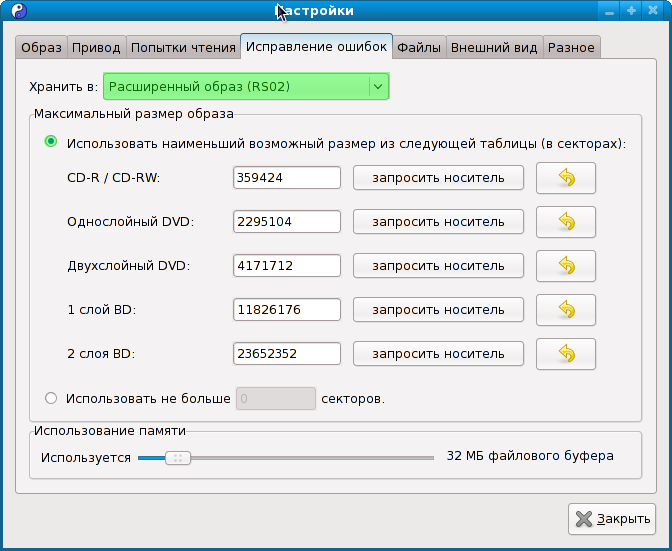 Настройки
Образ Привод Попытки чтения Исправление ошибок Файлы Внешний вид Разное
Хранить в: Расширенный образ (RS02)
Максимальный размер образа
Использовать наименьший возможный размер из следующей таблицы (в секторах):
CD-R / CD-RW: 359424 запросить носитель
Однослойный DVD: 2295104 запросить носитель
Двухслойный DVD: 4171712 запросить носитель
1 слой BD: 11826176 запросить носитель
2 слоя BD: 23652352 запросить носитель
Использовать не больше 0 секторов.
Использование памяти
Используется 32 МБ файлового буфера
Закрыть